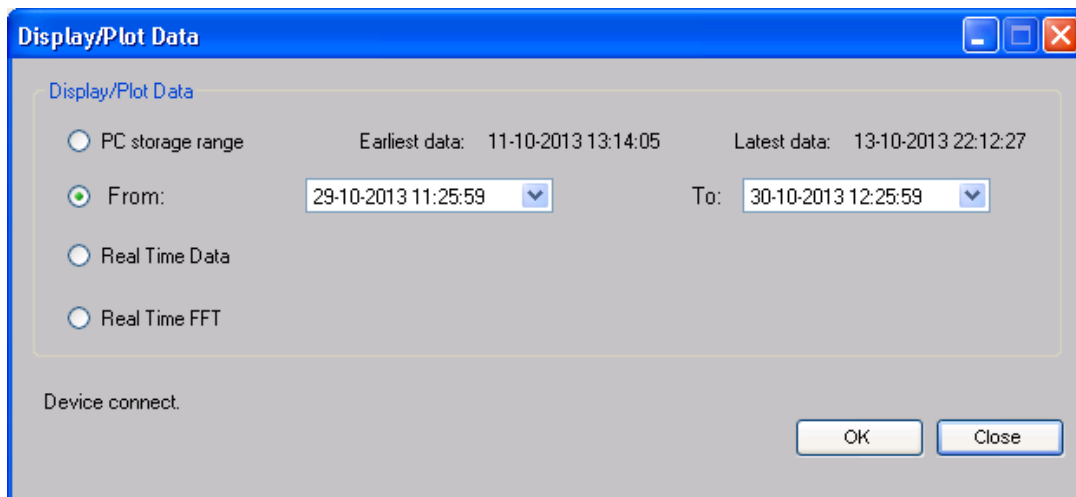 Display/Plot Data
Display/Plot Data
PC storage range Earliest data: 11-10-2013 13:14:05 Latest data: 13-10-2013 22:12:27
From: 29-10-2013 11:25:59 To: 30-10-2013 12:25:59
Real Time Data
Real Time FFT
Device connect.
OK Close